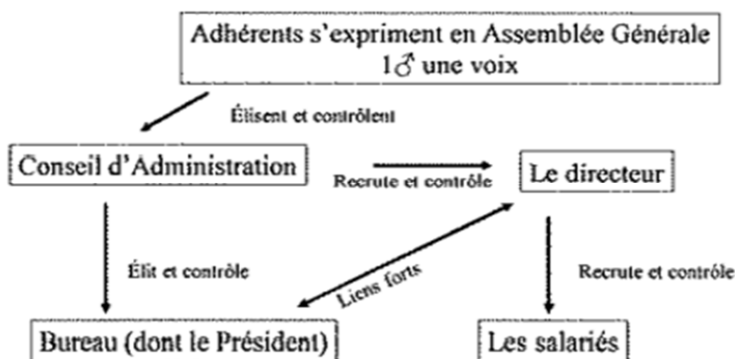 Adhérents s'expriment en Assemblée Générale
1♂ une voix
Élisent et contrôlent
Conseil d'Administration
Recrute et contrôle
Le directeur
Élit et contrôle
Liens forts
Recrute et contrôle
Bureau (dont le Président)
Les salariés